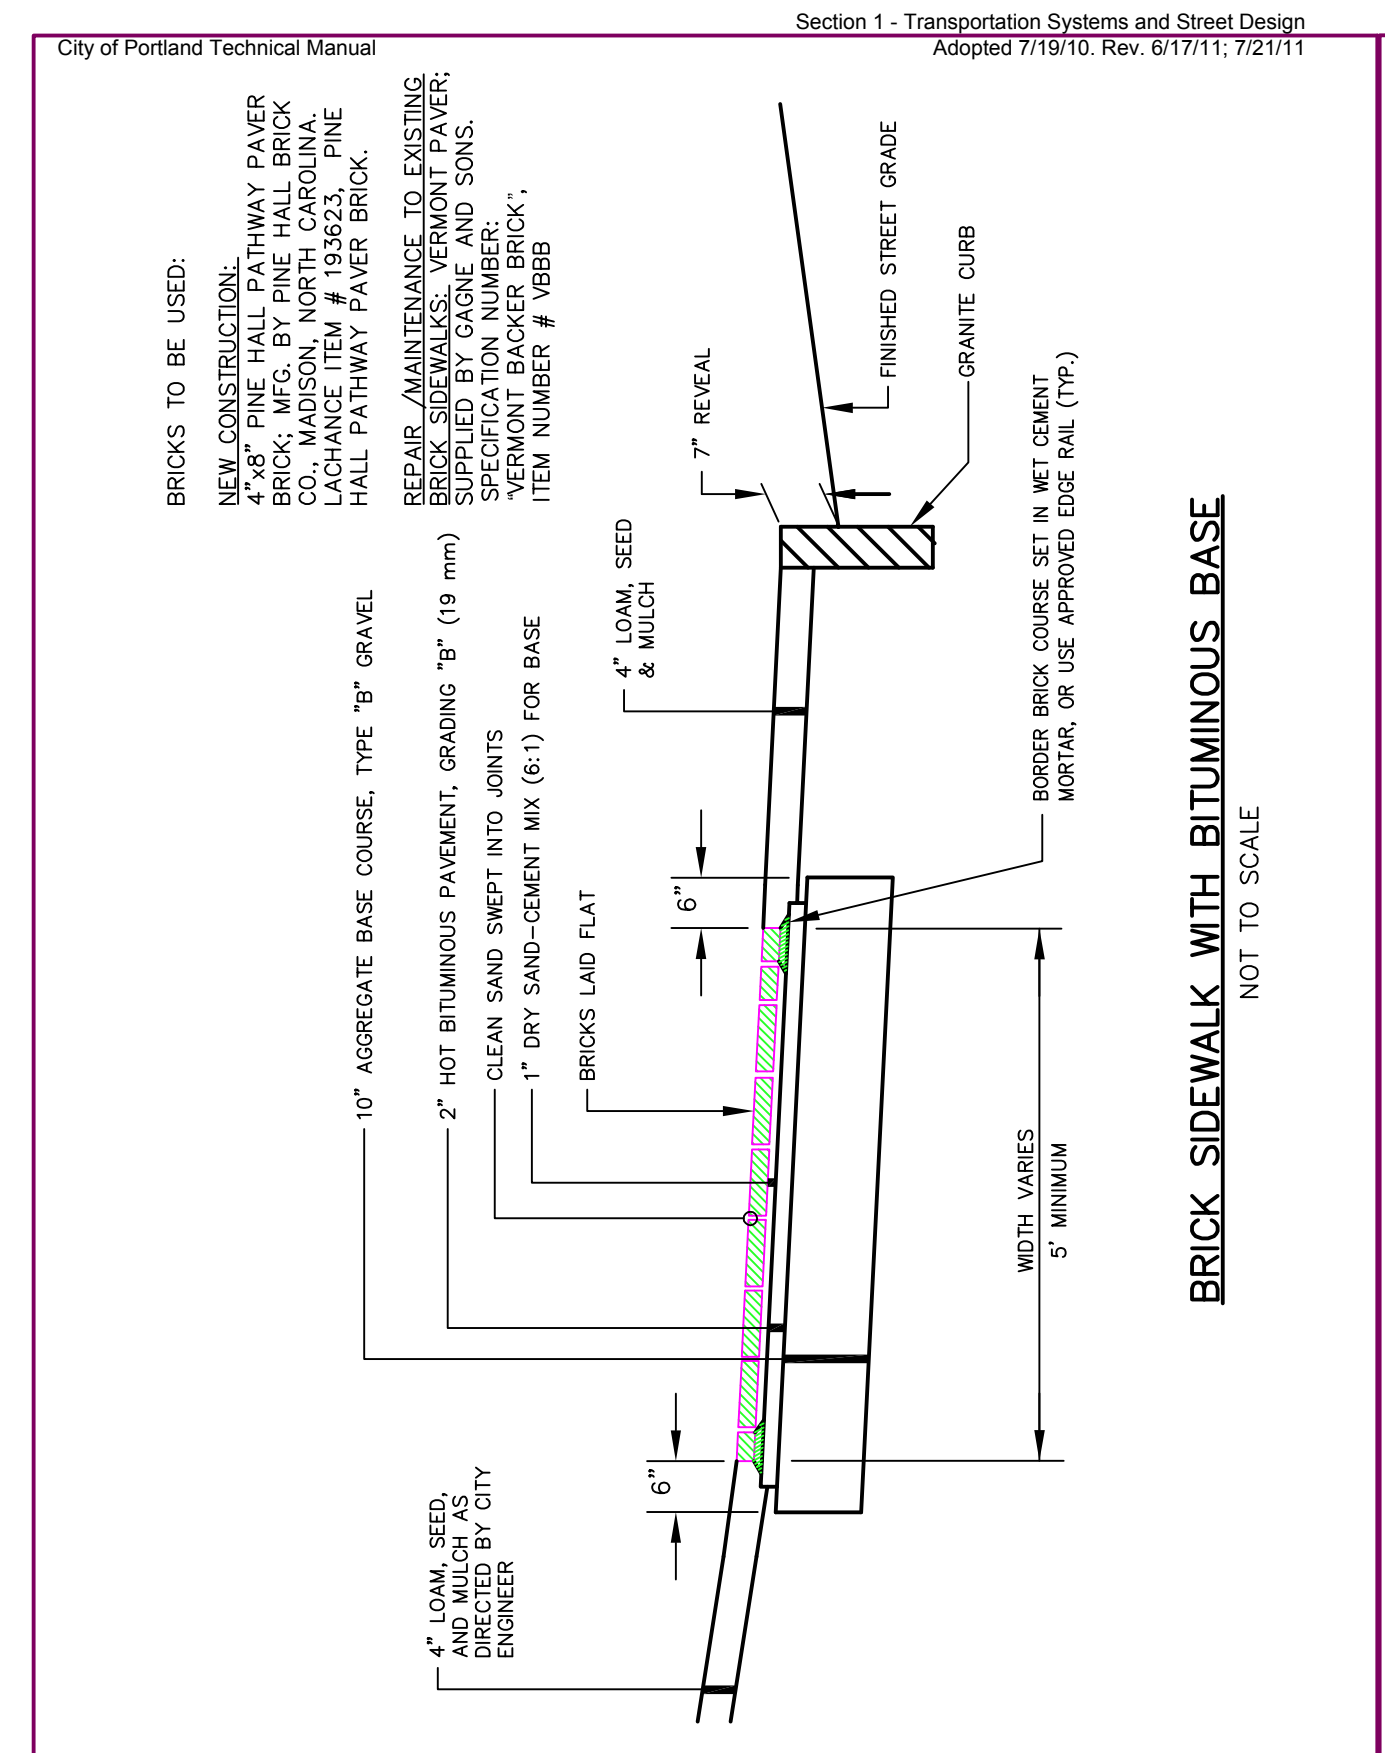 Section 1 - Transportation Systems and Street Design
City of Portland Technical Manual
Adopted 7/19/10. Rev. 6/17/11; 7/21/11
BRICKS TO BE USED:
NEW CONSTRUCTION:
4"x8" PINE HALL PATHWAY PAVER
BRICK; MFG. BY PINE HALL BRICK
CO., MADISON, NORTH CAROLINA.
LACHANCE ITEM # 193623, PINE
HALL PATHWAY PAVER BRICK.
REPAIR /MAINTENANCE TO EXISTING
BRICK SIDEWALKS: VERMONT PAVER;
SUPPLIED BY GAGNE AND SONS.
SPECIFICATION NUMBER:
"VERMONT BACKER BRICK",
ITEM NUMBER # VBBB
10" AGGREGATE BASE COURSE, TYPE "B" GRAVEL
2" HOT BITUMINOUS PAVEMENT, GRADING "B" (19 mm)
CLEAN SAND SWEPT INTO JOINTS
1" DRY SAND-CEMENT MIX (6:1) FOR BASE
BRICKS LAID FLAT
4" LOAM, SEED
& MULCH
7" REVEAL
FINISHED STREET GRADE
GRANITE CURB
4" LOAM, SEED,
AND MULCH AS
DIRECTED BY CITY
ENGINEER
6"
6"
BORDER BRICK COURSE SET IN WET CEMENT
MORTAR, OR USE APPROVED EDGE RAIL (TYP.)
WIDTH VARIES
5' MINIMUM
BRICK SIDEWALK WITH BITUMINOUS BASE
NOT TO SCALE